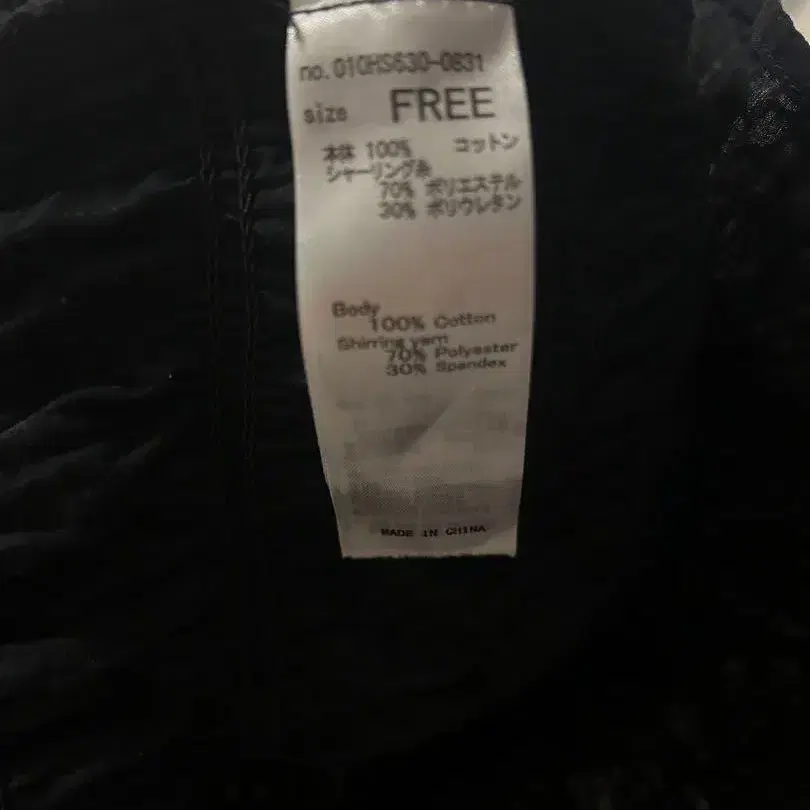 no.010HS630-0831
size FREE
本体 100% コットン
シャーリング糸
70% ポリエステル
30% ポリウレタン
Body
100% Cotton
Shirring yarn
70% Polyester
30% Spandex
MADE IN CHINA